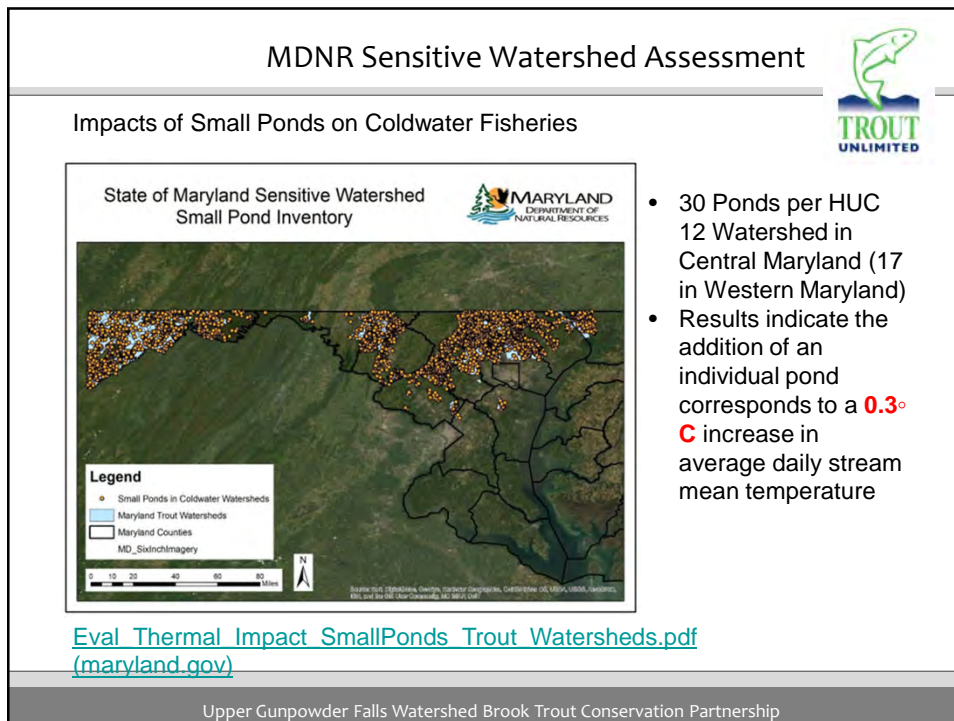 MDNR Sensitive Watershed Assessment
TROUT
UNLIMITED
Impacts of Small Ponds on Coldwater Fisheries
State of Maryland Sensitive Watershed
Small Pond Inventory
MARYLAND
DEPARTMENT OF
NATURAL RESOURCES
Legend
Small Ponds in Coldwater Watersheds
Maryland Trout Watersheds
Maryland Counties
MD_SixInchImagery
0 10 20 40 60 80
Miles
N
• 30 Ponds per HUC
12 Watershed in
Central Maryland (17
in Western Maryland)
• Results indicate the
addition of an
individual pond
corresponds to a 0.3◦
C increase in
average daily stream
mean temperature
Eval_Thermal_Impact_SmallPonds_Trout_Watersheds.pdf
(maryland.gov)
Upper Gunpowder Falls Watershed Brook Trout Conservation Partnership